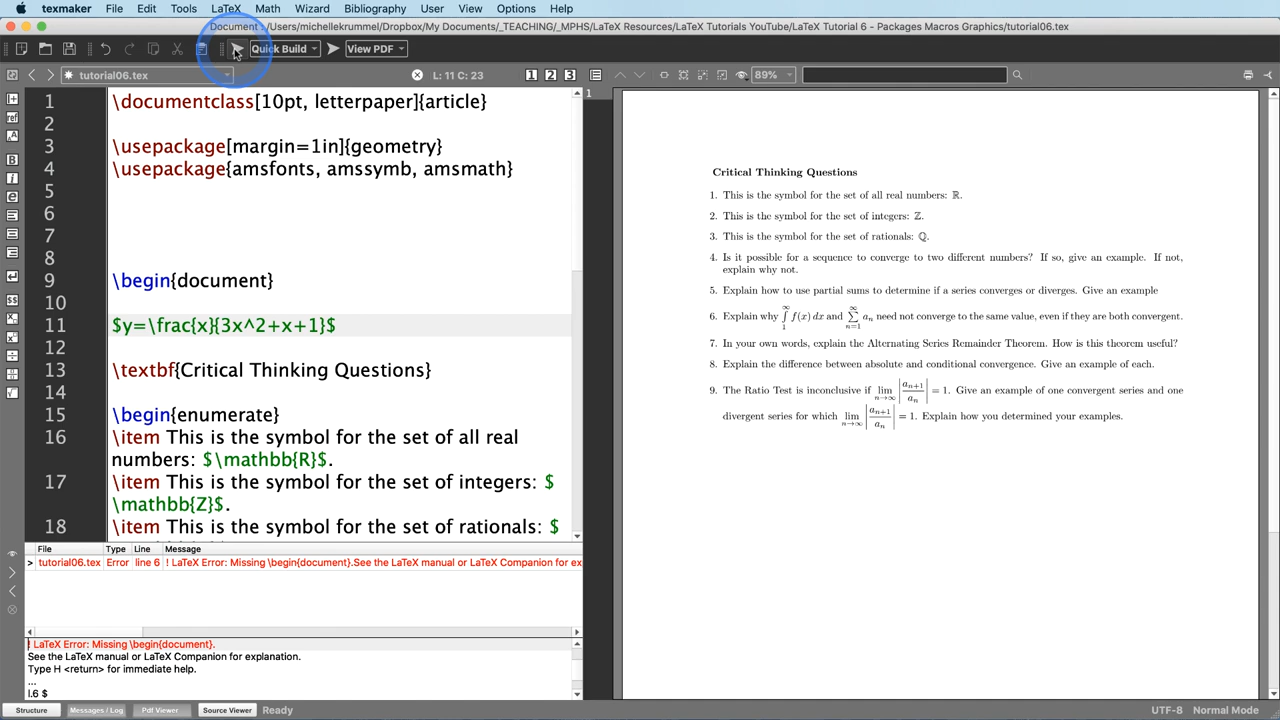 texmaker File Edit Tools LaTeX Math Wizard Bibliography User View Options Help
Document : /Users/michellekrummel/Dropbox/My Documents/_TEACHING/_MPHS/LaTeX Resources/LaTeX Tutorials YouTube/LaTeX Tutorial 6 - Packages Macros Graphics/tutorial06.tex
Quick Build View PDF
tutorial06.tex L: 11 C: 23 1 2 3 89%
1 \documentclass[10pt, letterpaper]{article}
2
3 \usepackage[margin=1in]{geometry}
4 \usepackage{amsfonts, amssymb, amsmath}
5
6
7
8
9 \begin{document}
10
11 $y=\frac{x}{3x^2+x+1}$
12
13 \textbf{Critical Thinking Questions}
14
15 \begin{enumerate}
16 \item This is the symbol for the set of all real
numbers: $\mathbb{R}$.
17 \item This is the symbol for the set of integers: $
\mathbb{Z}$.
18 \item This is the symbol for the set of rationals: $
File Type Line Message
> tutorial06.tex Error line 6 ! LaTeX Error: Missing \begin{document}.See the LaTeX manual or LaTeX Companion for ex
! LaTeX Error: Missing \begin{document}.
See the LaTeX manual or LaTeX Companion for explanation.
Type H <return> for immediate help.
...
l.6 $
Structure Messages / Log Pdf Viewer Source Viewer Ready
1
Critical Thinking Questions
1. This is the symbol for the set of all real numbers: ℝ.
2. This is the symbol for the set of integers: ℤ.
3. This is the symbol for the set of rationals: ℚ.
4. Is it possible for a sequence to converge to two different numbers? If so, give an example. If not,
explain why not.
5. Explain how to use partial sums to determine if a series converges or diverges. Give an example
6. Explain why ∫₁^∞ f(x) dx and ∑_{n=1}^∞ aₙ need not converge to the same value, even if they are both convergent.
7. In your own words, explain the Alternating Series Remainder Theorem. How is this theorem useful?
8. Explain the difference between absolute and conditional convergence. Give an example of each.
9. The Ratio Test is inconclusive if lim_{n→∞} |a_{n+1}/a_n| = 1. Give an example of one convergent series and one
divergent series for which lim_{n→∞} |a_{n+1}/a_n| = 1. Explain how you determined your examples.
UTF-8 Normal Mode